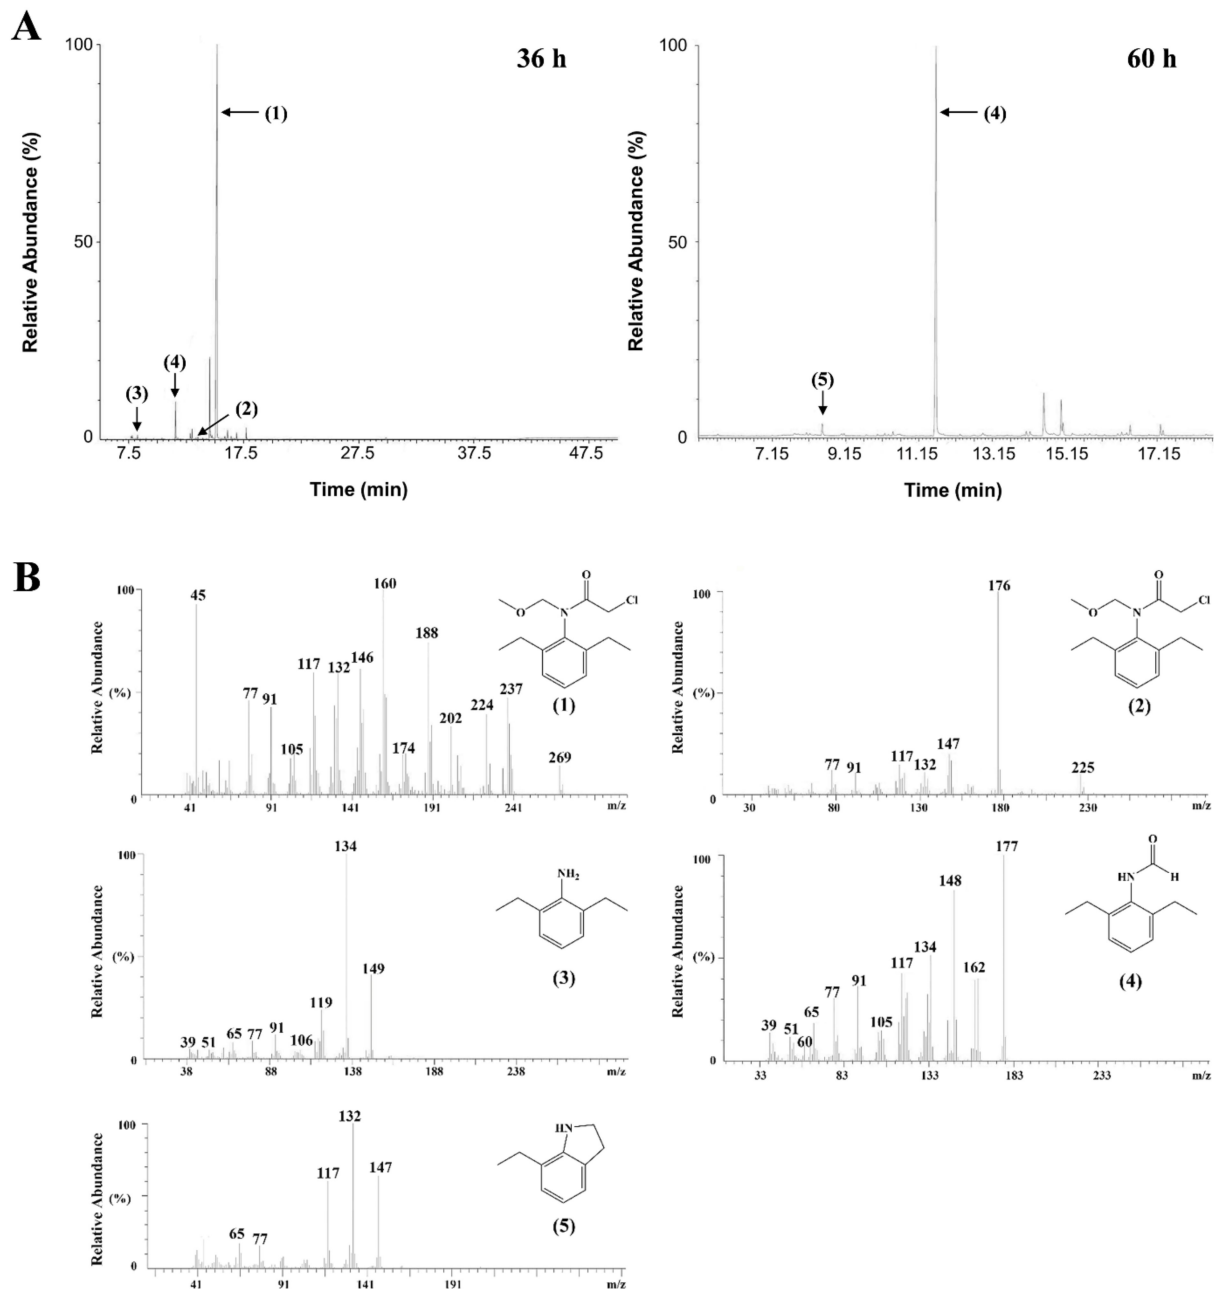 A
36 h
60 h
100
50
0
Relative Abundance (%)
(1)
(2)
(3)
(4)
7.5 17.5 27.5 37.5 47.5
Time (min)
100
50
0
Relative Abundance (%)
(4)
(5)
7.15 9.15 11.15 13.15 15.15 17.15
Time (min)
B
100
Relative Abundance
(%)
0
45 77 91 105 117 132 146 160 174 188 202 224 237 269
41 91 141 191 241 m/z
O
O N Cl
(1)
100
Relative Abundance
(%)
0
77 91 117 132 147 176 225
30 80 130 180 230 m/z
O
O N Cl
(2)
100
Relative Abundance
(%)
0
39 51 65 77 91 106 119 134 149
38 88 138 188 238 m/z
NH2
(3)
100
Relative Abundance
(%)
0
39 51 60 65 77 91 105 117 134 148 162 177
33 83 133 183 233 m/z
O
HN H
(4)
100
Relative Abundance
(%)
0
65 77 117 132 147
41 91 141 191 m/z
HN
(5)